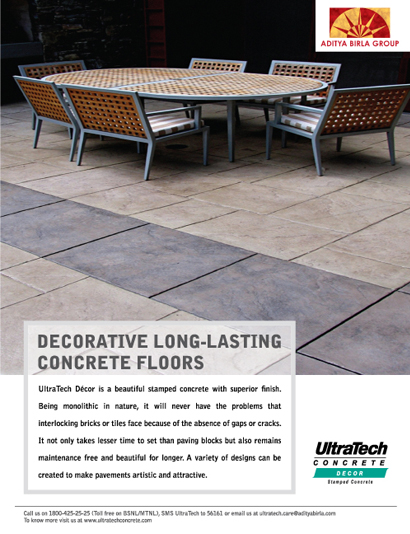 ADITYA BIRLA GROUP
DECORATIVE LONG-LASTING
CONCRETE FLOORS
UltraTech Décor is a beautiful stamped concrete with superior finish.
Being monolithic in nature, it will never have the problems that
interlocking bricks or tiles face because of the absence of gaps or cracks.
It not only takes lesser time to set than paving blocks but also remains
maintenance free and beautiful for longer. A variety of designs can be
created to make pavements artistic and attractive.
UltraTech
CONCRETE
DECOR
Stamped Concrete
Call us on 1800-425-25-25 (Toll free on BSNL/MTNL), SMS UltraTech to 56161 or email us at ultratech.care@adityabirla.com
To know more visit us at www.ultratechconcrete.com